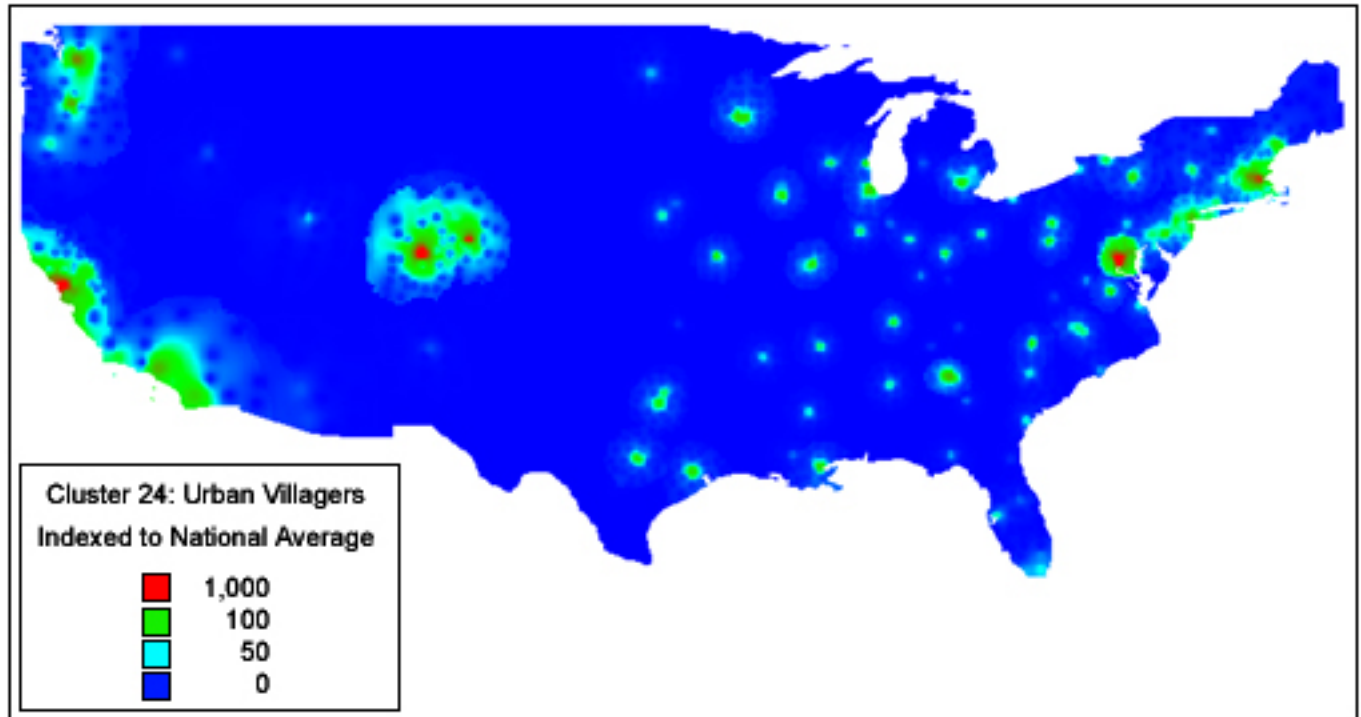 Cluster 24: Urban Villagers
Indexed to National Average
1,000
100
50
0